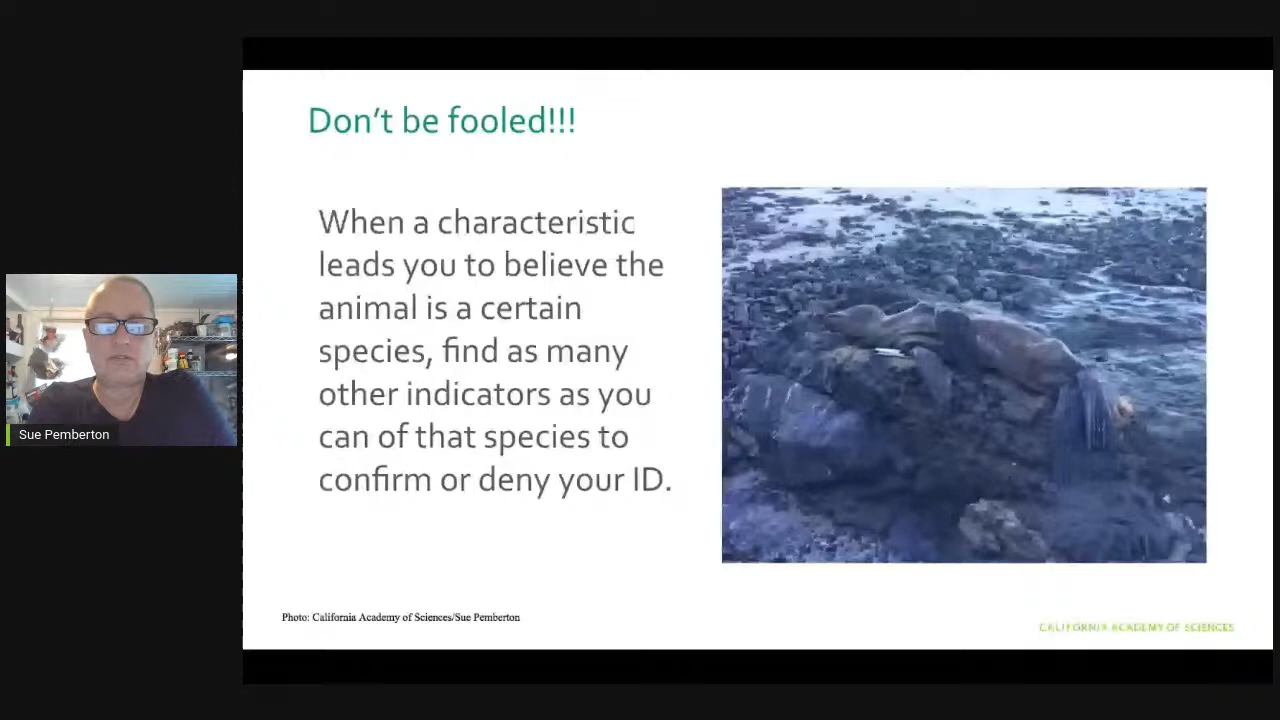 Don't be fooled!!!
When a characteristic
leads you to believe the
animal is a certain
species, find as many
other indicators as you
can of that species to
confirm or deny your ID.
Sue Pemberton
Photo: California Academy of Sciences/Sue Pemberton
CALIFORNIA ACADEMY OF SCIENCES